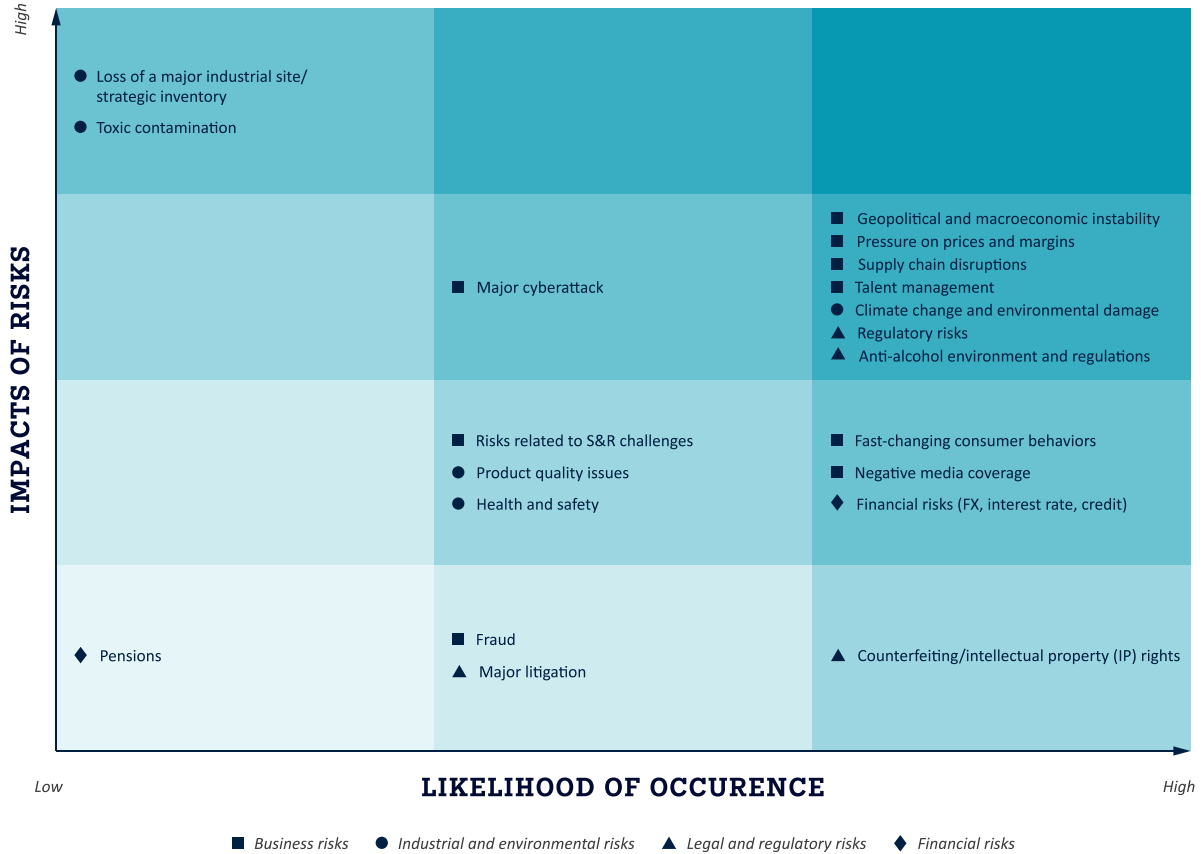 High
Loss of a major industrial site/
strategic inventory
Toxic contamination
Geopolitical and macroeconomic instability
Pressure on prices and margins
Supply chain disruptions
Talent management
Climate change and environmental damage
Regulatory risks
Anti-alcohol environment and regulations
Major cyberattack
IMPACTS OF RISKS
Risks related to S&R challenges
Product quality issues
Health and safety
Fast-changing consumer behaviors
Negative media coverage
Financial risks (FX, interest rate, credit)
Pensions
Fraud
Major litigation
Counterfeiting/intellectual property (IP) rights
Low
LIKELIHOOD OF OCCURENCE
High
Business risks
Industrial and environmental risks
Legal and regulatory risks
Financial risks